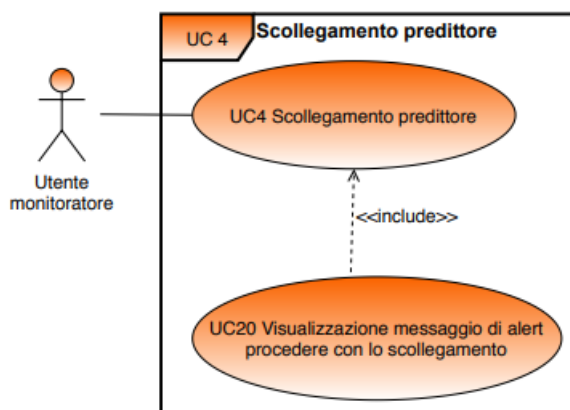 UC 4
Scollegamento predittore
UC4 Scollegamento predittore
Utente
monitoratore
<<include>>
UC20 Visualizzazione messaggio di alert
procedere con lo scollegamento